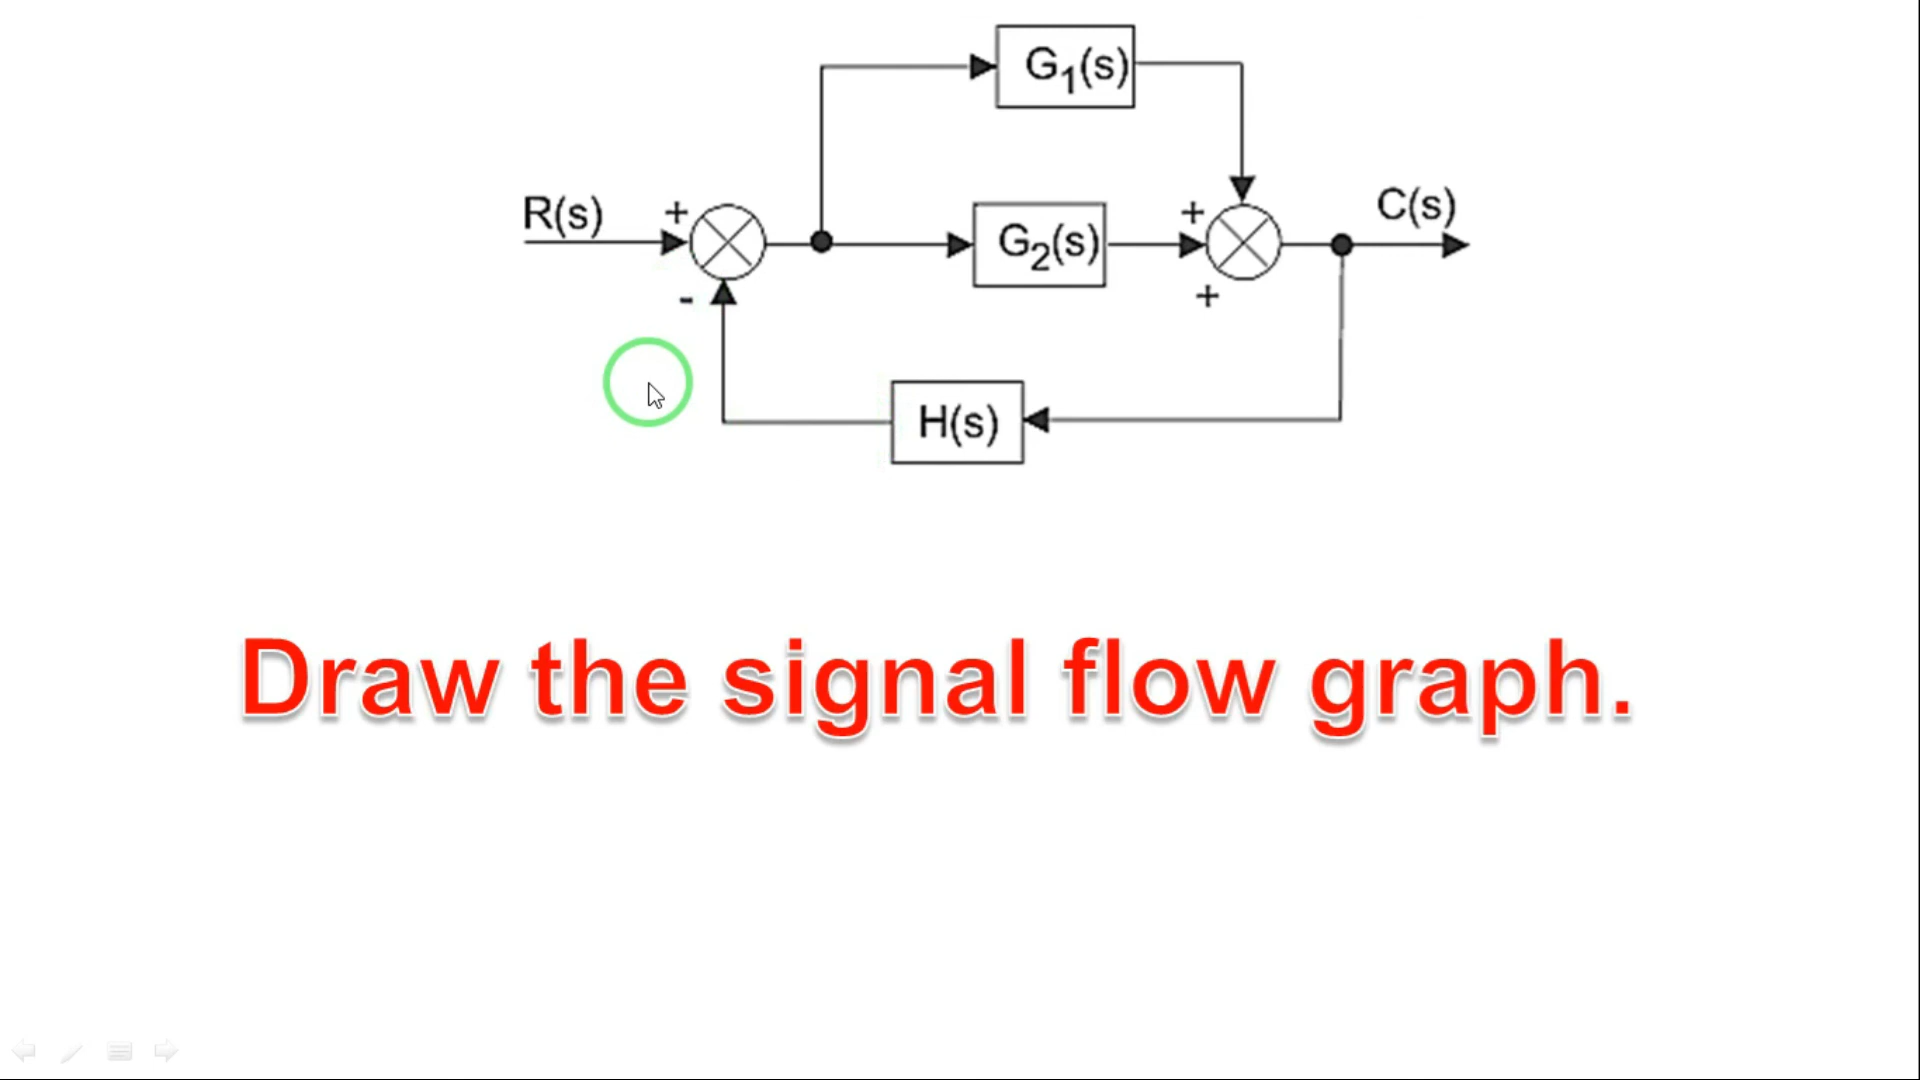 G₁(s)
R(s) + + C(s)
G₂(s)
- +
H(s)
Draw the signal flow graph.